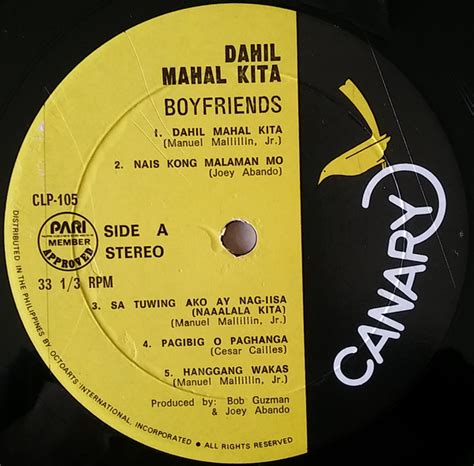 DAHIL
MAHAL KITA
BOYFRIENDS
1. DAHIL MAHAL KITA
(Manuel Mallillin, Jr.)
2. NAIS KONG MALAMAN MO
(Joey Abando)
CLP-105
PARI
MEMBER
APPROVED
SIDE A
STEREO
33 1/3 RPM
3. SA TUWING AKO AY NAG-IISA
(NAAALALA KITA)
(Manuel Mallillin, Jr.)
4. PAGIBIG O PAGHANGA
(Cesar Cailles)
5. HANGGANG WAKAS
(Manuel Mallillin, Jr.)
Produced by: Bob Guzman
& Joey Abando
CANARY
DISTRIBUTED IN THE PHILIPPINES BY OCTOARTS INTERNATIONAL, INCORPORATED ● ALL RIGHTS RESERVED